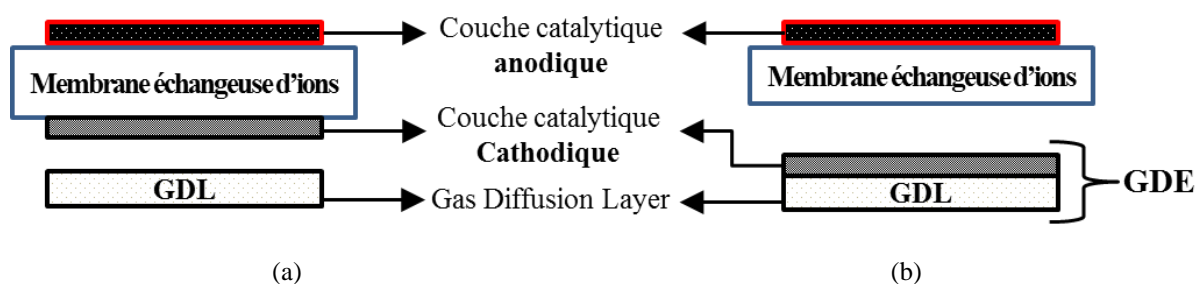 Couche catalytique
anodique
Membrane échangeuse d'ions
Membrane échangeuse d'ions
Couche catalytique
Cathodique
GDL
Gas Diffusion Layer
GDL
GDE
(a)
(b)